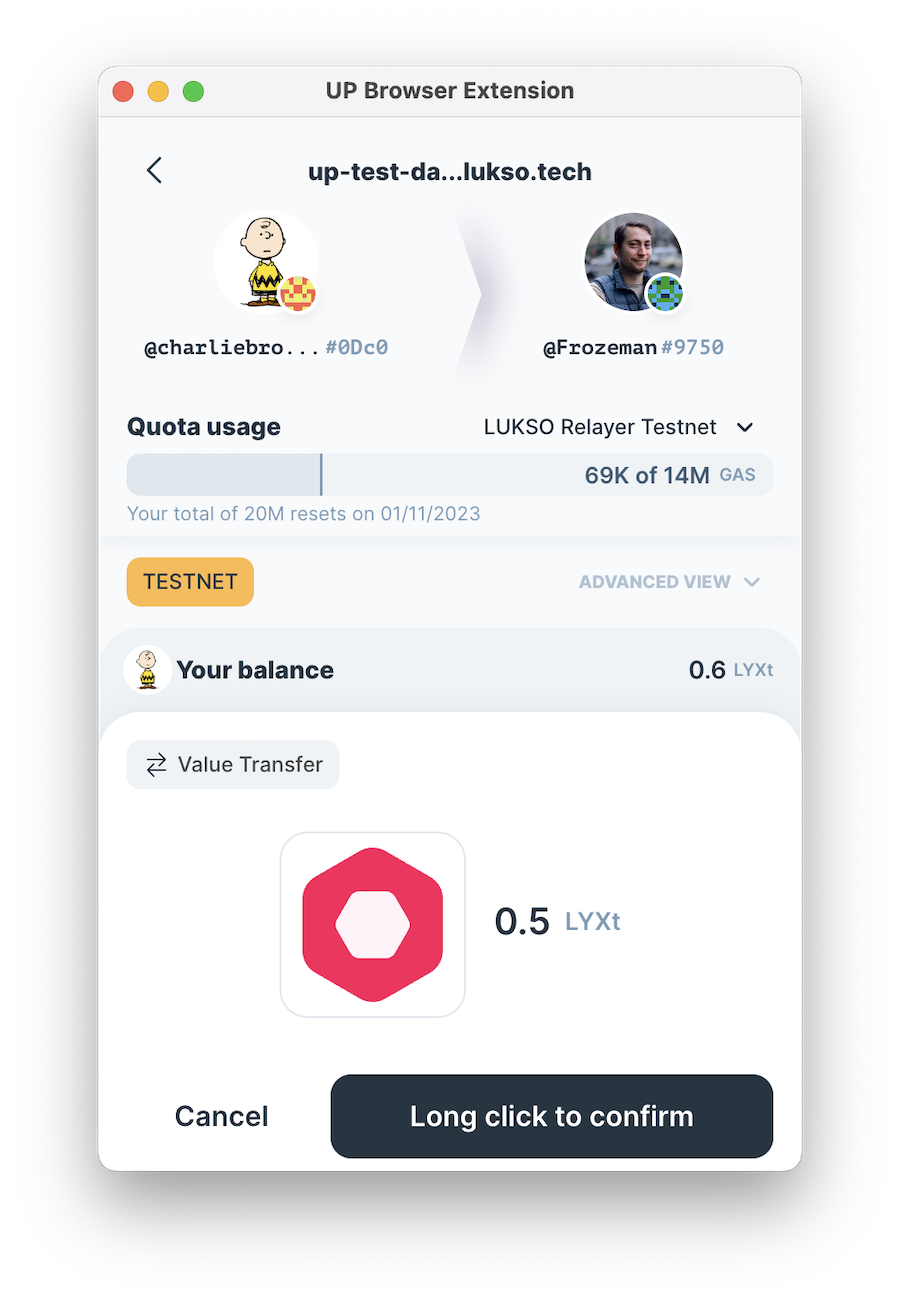 UP Browser Extension
up-test-da...lukso.tech
@charliebro...#0Dc0
@Frozeman#9750
Quota usage
LUKSO Relayer Testnet
69K of 14M GAS
Your total of 20M resets on 01/11/2023
TESTNET
ADVANCED VIEW
Your balance
0.6 LYXt
Value Transfer
0.5 LYXt
Cancel
Long click to confirm